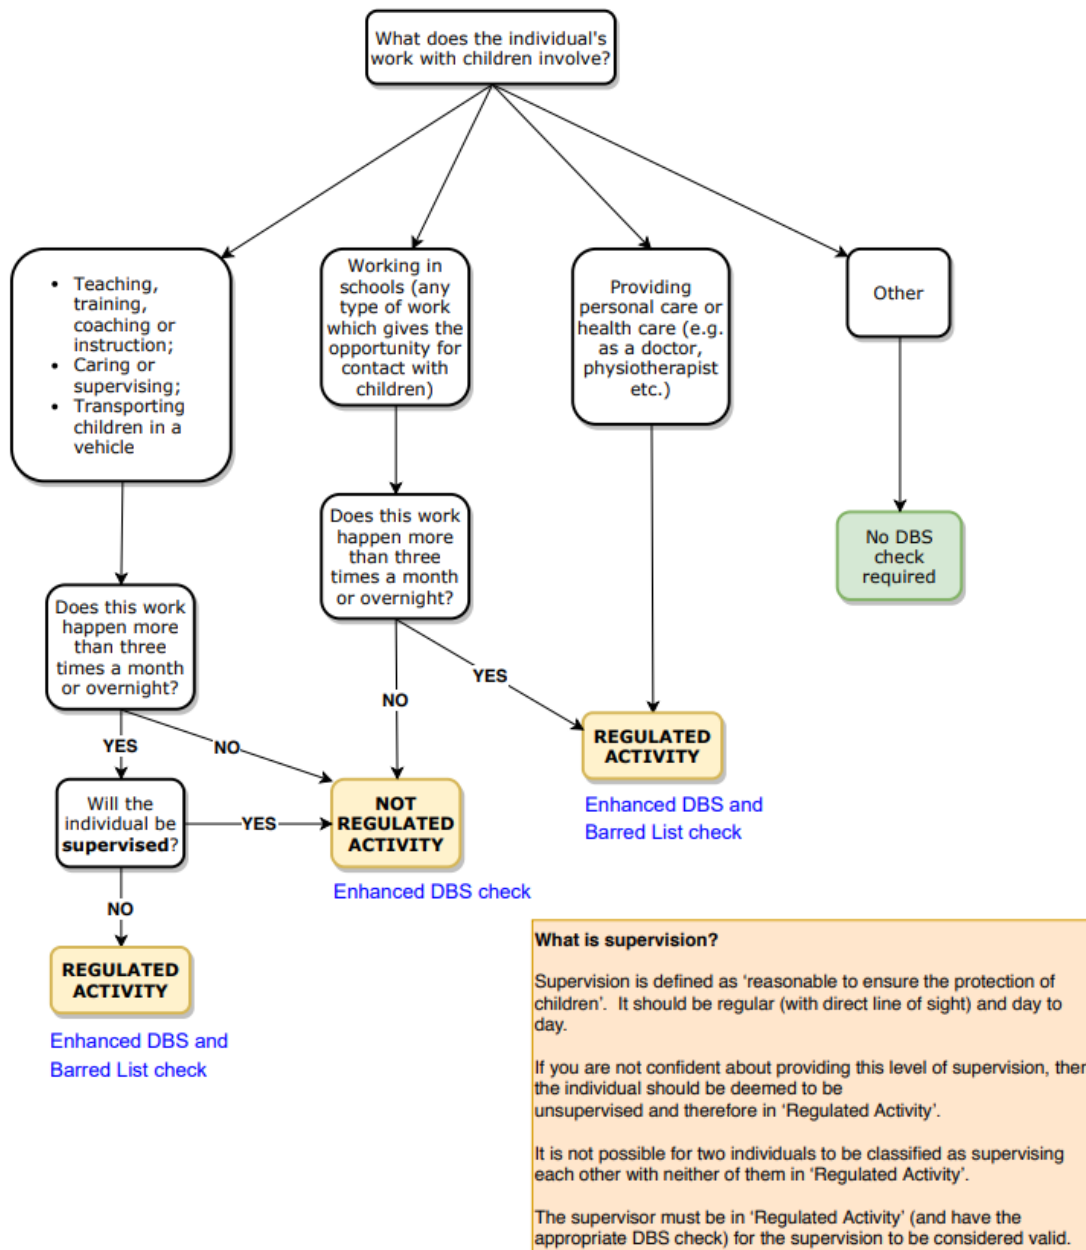 What does the individual's
work with children involve?
• Teaching,
training,
coaching or
instruction;
• Caring or
supervising;
• Transporting
children in a
vehicle
Working in
schools (any
type of work
which gives the
opportunity for
contact with
children)
Providing
personal care or
health care (e.g.
as a doctor,
physiotherapist
etc.)
Other
Does this work
happen more
than three
times a month
or overnight?
No DBS
check
required
Does this work
happen more
than three
times a month
or overnight?
YES
NO
YES
NO
REGULATED
ACTIVITY
Enhanced DBS and
Barred List check
Will the
individual be
supervised?
YES
NOT
REGULATED
ACTIVITY
Enhanced DBS check
NO
REGULATED
ACTIVITY
Enhanced DBS and
Barred List check
What is supervision?
Supervision is defined as ‘reasonable to ensure the protection of
children’. It should be regular (with direct line of sight) and day to
day.
If you are not confident about providing this level of supervision, then
the individual should be deemed to be
unsupervised and therefore in ‘Regulated Activity’.
It is not possible for two individuals to be classified as supervising
each other with neither of them in ‘Regulated Activity’.
The supervisor must be in ‘Regulated Activity’ (and have the
appropriate DBS check) for the supervision to be considered valid.